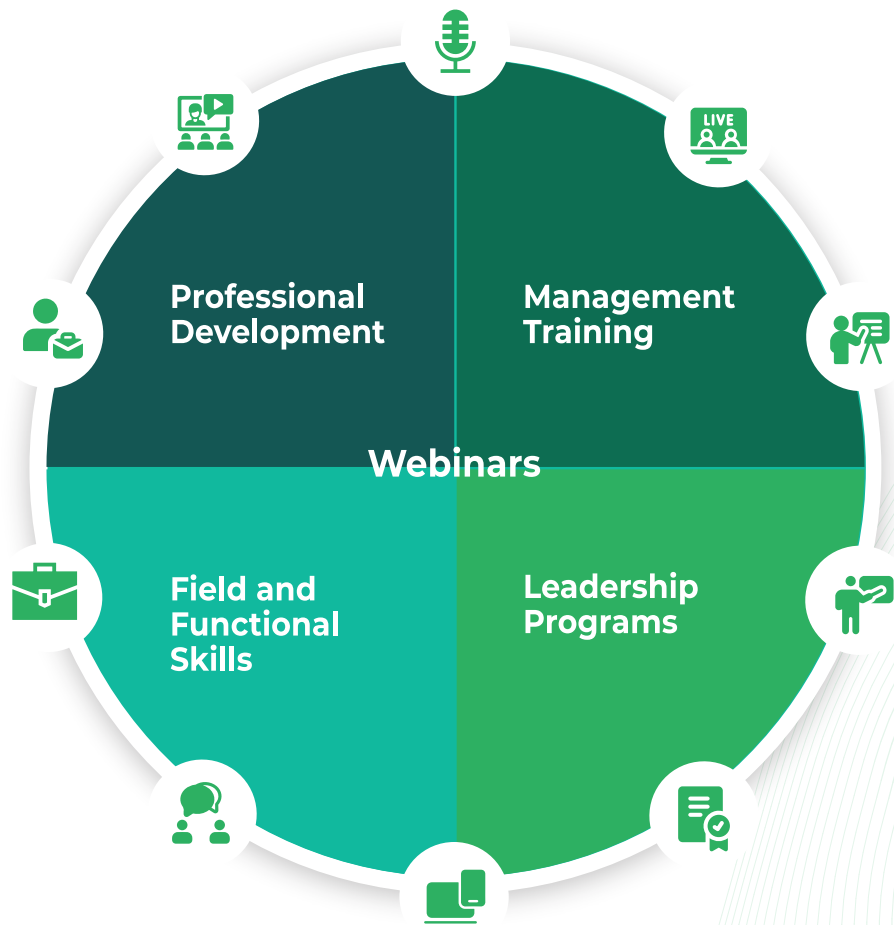 LIVE
Professional
Development
Management
Training
Webinars
Field and
Functional
Skills
Leadership
Programs